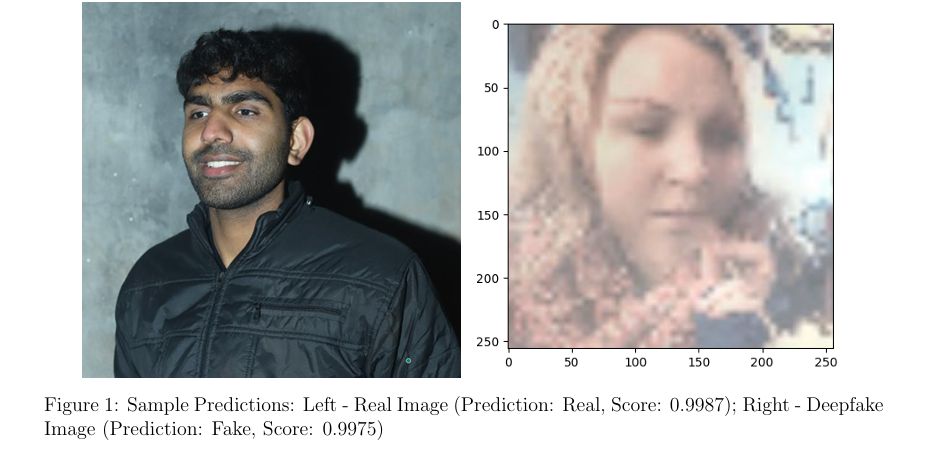 0
50
100
150
200
250
0 50 100 150 200 250
Figure 1: Sample Predictions: Left - Real Image (Prediction: Real, Score: 0.9987); Right - Deepfake
Image (Prediction: Fake, Score: 0.9975)